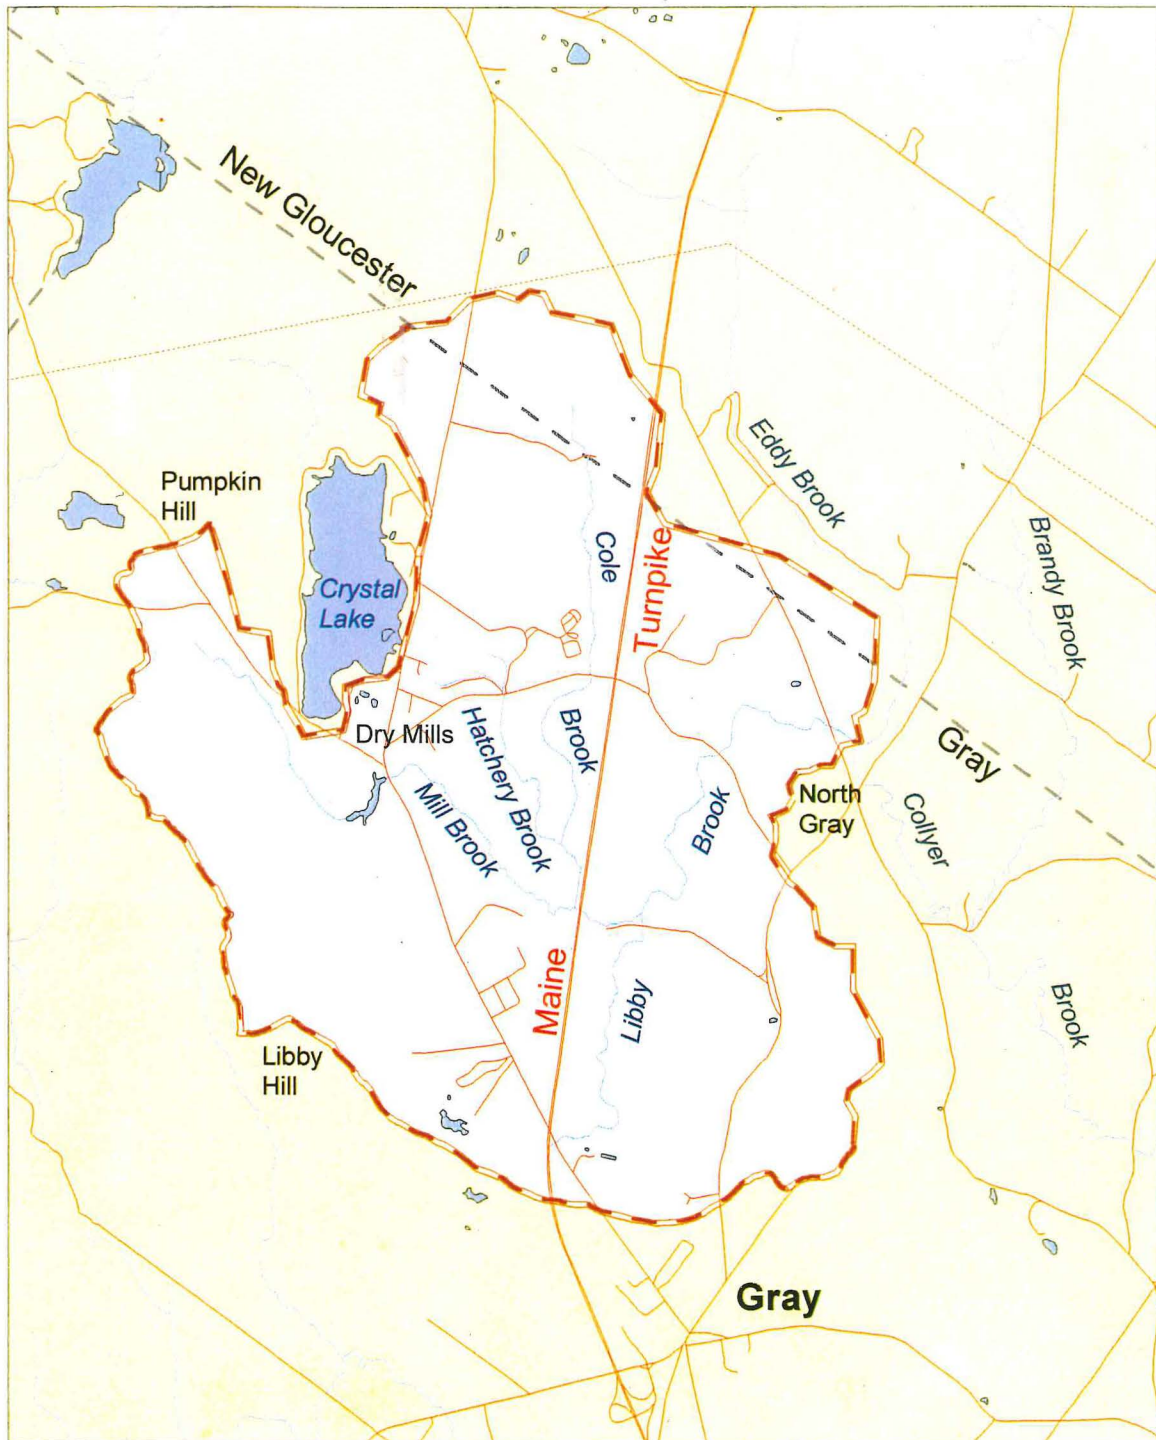 New Gloucester
Pumpkin
Hill
Eddy Brook
Cole
Turnpike
Brandy Brook
Crystal
Lake
Dry Mills
Hatchery Brook
Brook
Mill Brook
Brook
Gray
North
Gray
Collyer
Maine
Libby
Brook
Libby
Hill
Gray